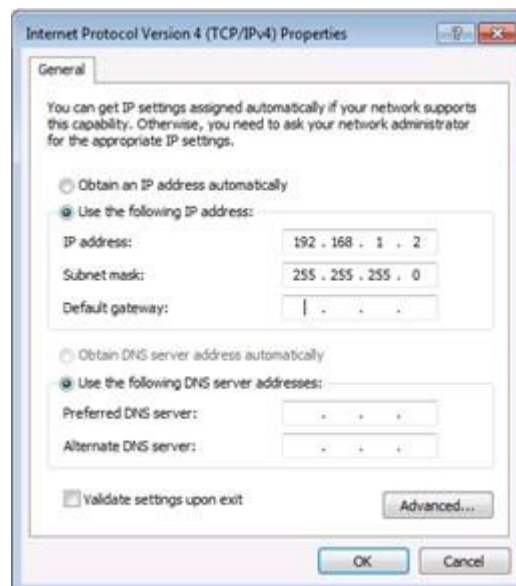 Internet Protocol Version 4 (TCP/IPv4) Properties
General
You can get IP settings assigned automatically if your network supports
this capability. Otherwise, you need to ask your network administrator
for the appropriate IP settings.
Obtain an IP address automatically
Use the following IP address:
IP address: 192 . 168 . 1 . 2
Subnet mask: 255 . 255 . 255 . 0
Default gateway: . . .
Obtain DNS server address automatically
Use the following DNS server addresses:
Preferred DNS server: . . .
Alternate DNS server: . . .
Validate settings upon exit
Advanced...
OK Cancel